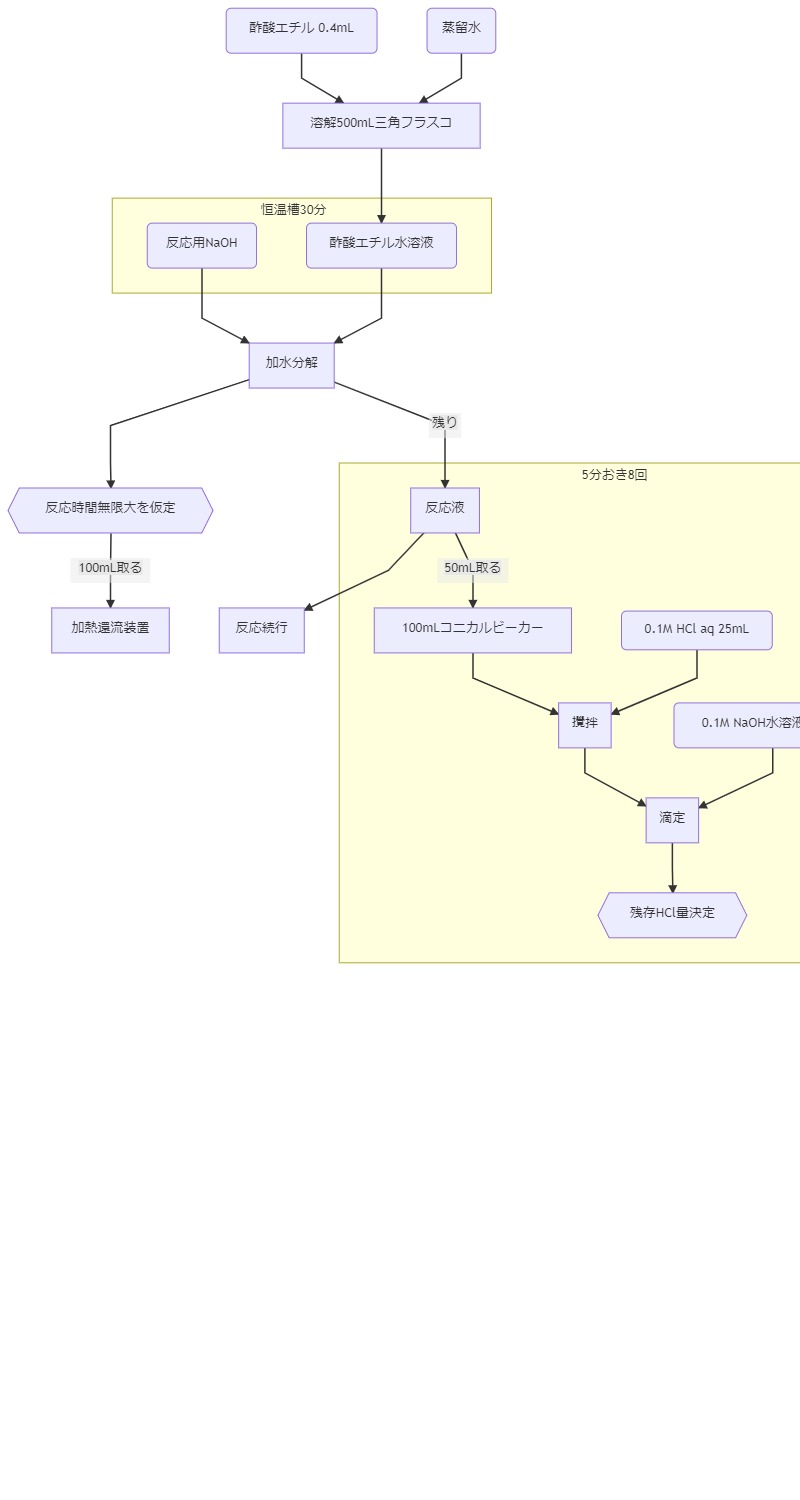 酢酸エチル 0.4mL
蒸留水
溶解500mL三角フラスコ
恒温槽30分
反応用NaOH
酢酸エチル水溶液
加水分解
残り
5分おき8回
反応時間無限大を仮定
反応液
100mL取る
50mL取る
加熱還流装置
反応続行
100mLコニカルビーカー
0.1M HCl aq 25mL
攪拌
0.1M NaOH水溶液
滴定
残存HCl量決定